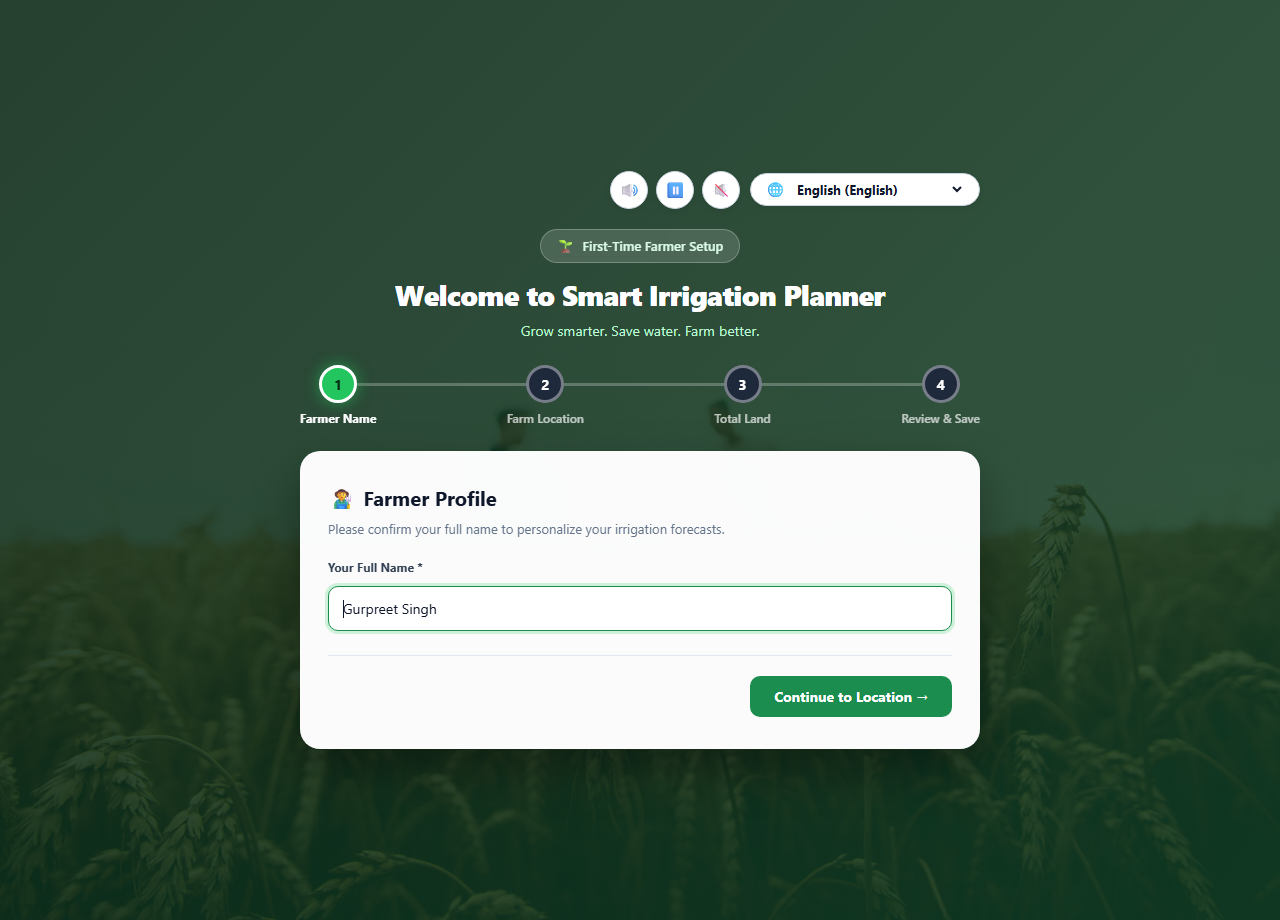 English (English)
First-Time Farmer Setup
Welcome to Smart Irrigation Planner
Grow smarter. Save water. Farm better.
1 2 3 4
Farmer Name Farm Location Total Land Review & Save
Farmer Profile
Please confirm your full name to personalize your irrigation forecasts.
Your Full Name *
Gurpreet Singh
Continue to Location →